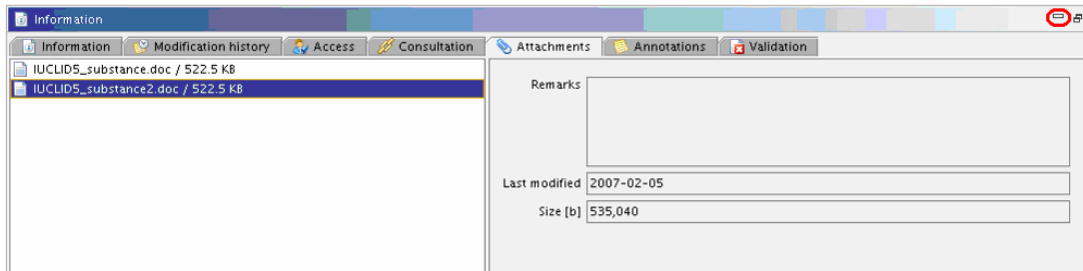 Information
Information Modification history Access Consultation Attachments Annotations Validation
IUCLID5_substance.doc / 522.5 KB
IUCLID5_substance2.doc / 522.5 KB
Remarks
Last modified 2007-02-05
Size [b] 535,040